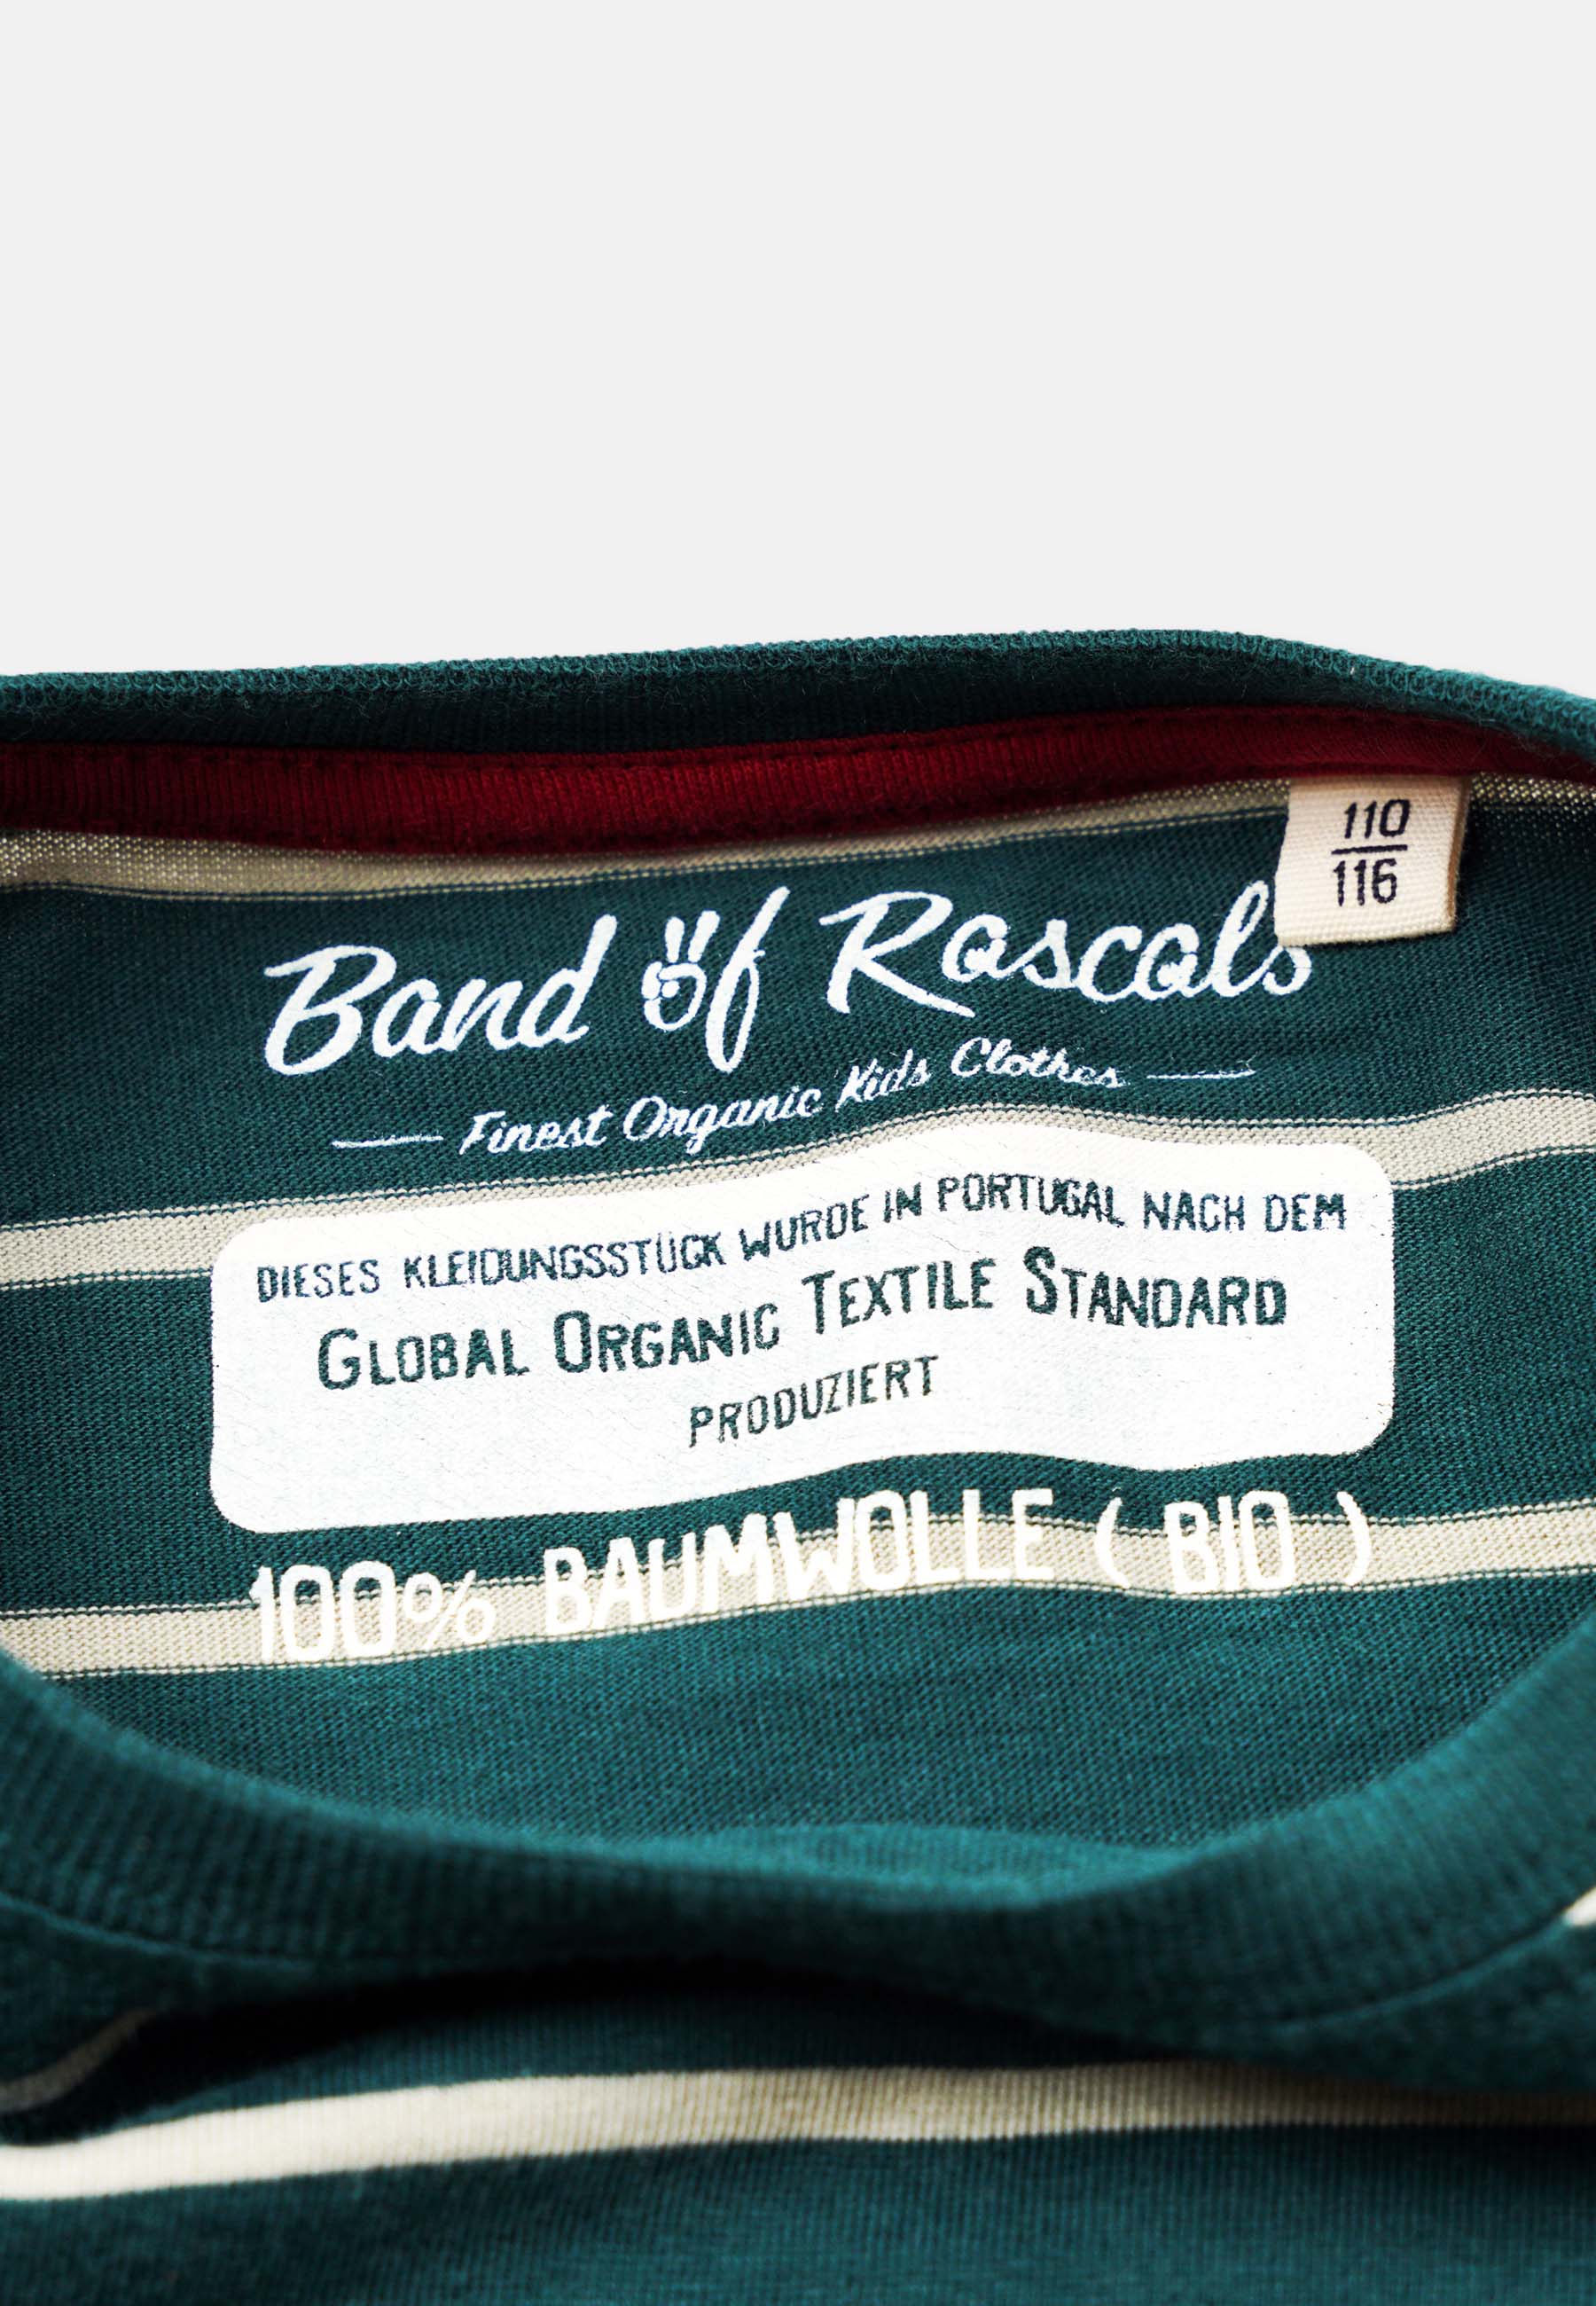 110
116
Band of Rascals
Finest Organic Kids Clothes
DIESES KLEIDUNGSSTÜCK WURDE IN PORTUGAL NACH DEM
GLOBAL ORGANIC TEXTILE STANDARD
PRODUZIERT
100% BAUMWOLLE ( BIO )